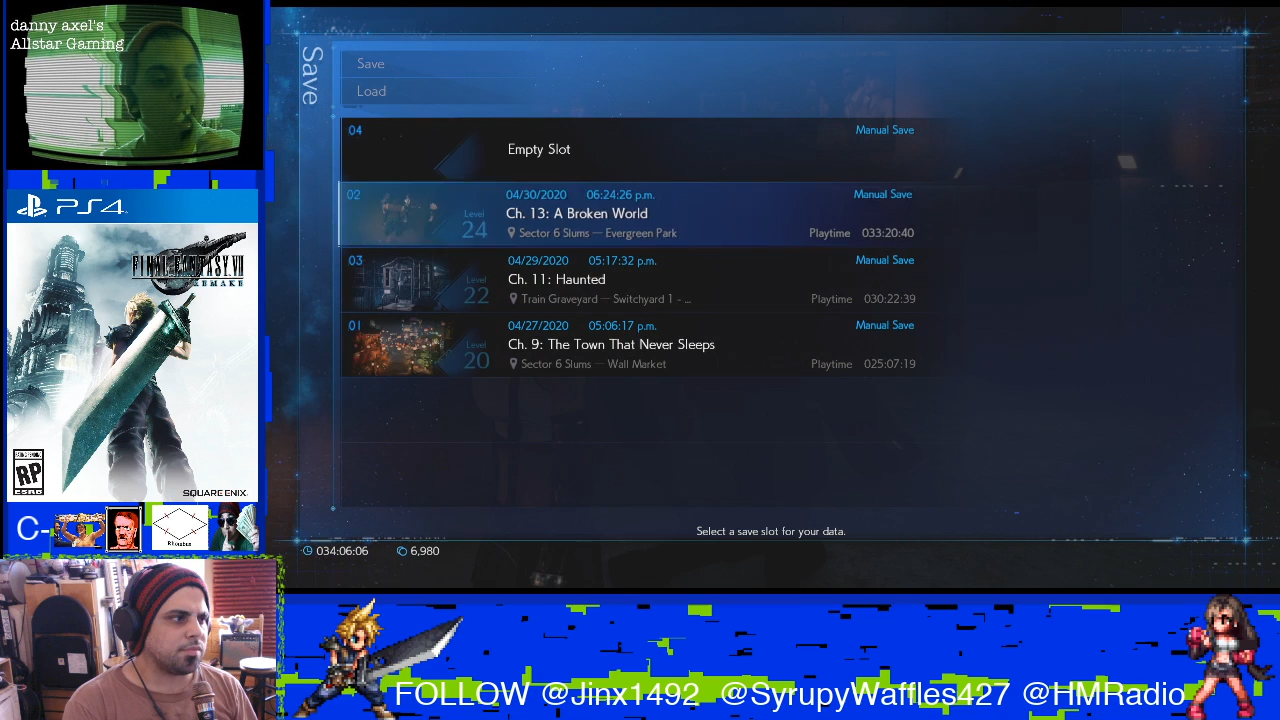 danny axel's
Allstar Gaming
PS4
FINAL FANTASY VII
REMAKE
RATING PENDING
RP
ESRB
SQUARE ENIX.
C-
Rhombus
Save
Save
Load
04
Manual Save
Empty Slot
02
04/30/2020 06:24:26 p.m.
Manual Save
Level
24
Ch. 13: A Broken World
Sector 6 Slums — Evergreen Park
Playtime 033:20:40
03
04/29/2020 05:17:32 p.m.
Manual Save
Level
22
Ch. 11: Haunted
Train Graveyard — Switchyard 1 - ...
Playtime 030:22:39
01
04/27/2020 05:06:17 p.m.
Manual Save
Level
20
Ch. 9: The Town That Never Sleeps
Sector 6 Slums — Wall Market
Playtime 025:07:19
Select a save slot for your data.
034:06:06 6,980
FOLLOW @Jinx1492 @SyrupyWaffles427 @HMRadio